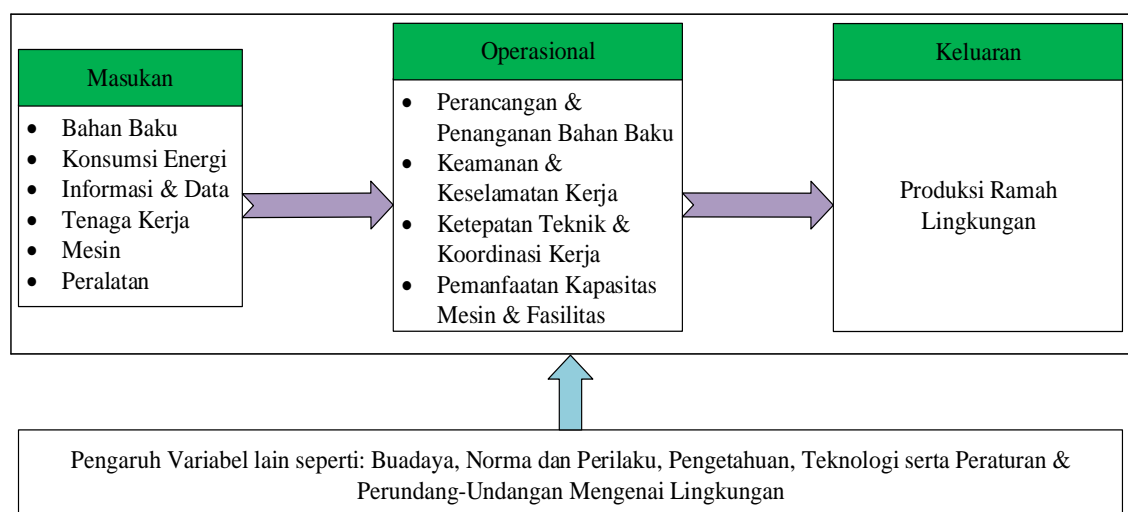 Masukan
• Bahan Baku
• Konsumsi Energi
• Informasi & Data
• Tenaga Kerja
• Mesin
• Peralatan
Operasional
• Perancangan &
Penanganan Bahan Baku
• Keamanan &
Keselamatan Kerja
• Ketepatan Teknik &
Koordinasi Kerja
• Pemanfaatan Kapasitas
Mesin & Fasilitas
Keluaran
Produksi Ramah
Lingkungan
Pengaruh Variabel lain seperti: Buadaya, Norma dan Perilaku, Pengetahuan, Teknologi serta Peraturan &
Perundang-Undangan Mengenai Lingkungan